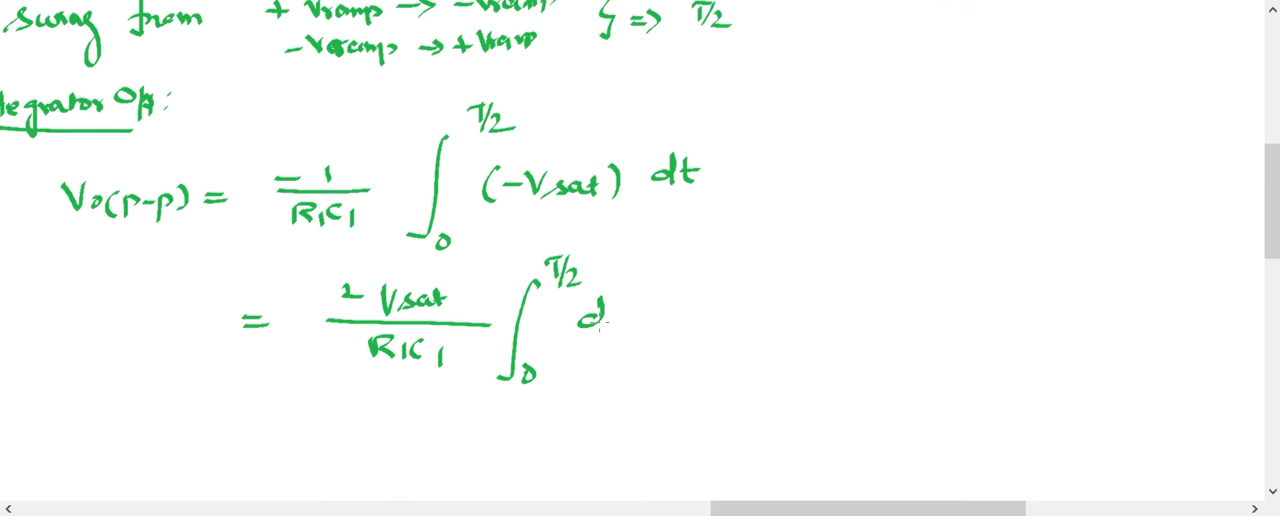 swing from + Vramp → - Vramp } => T/2
- Vramp → + Vramp
tegrator O/p:
Vo(p-p) = -1/R1C1 ∫0^T/2 (-Vsat) dt
= 2 Vsat/R1C1 ∫0^T/2 d